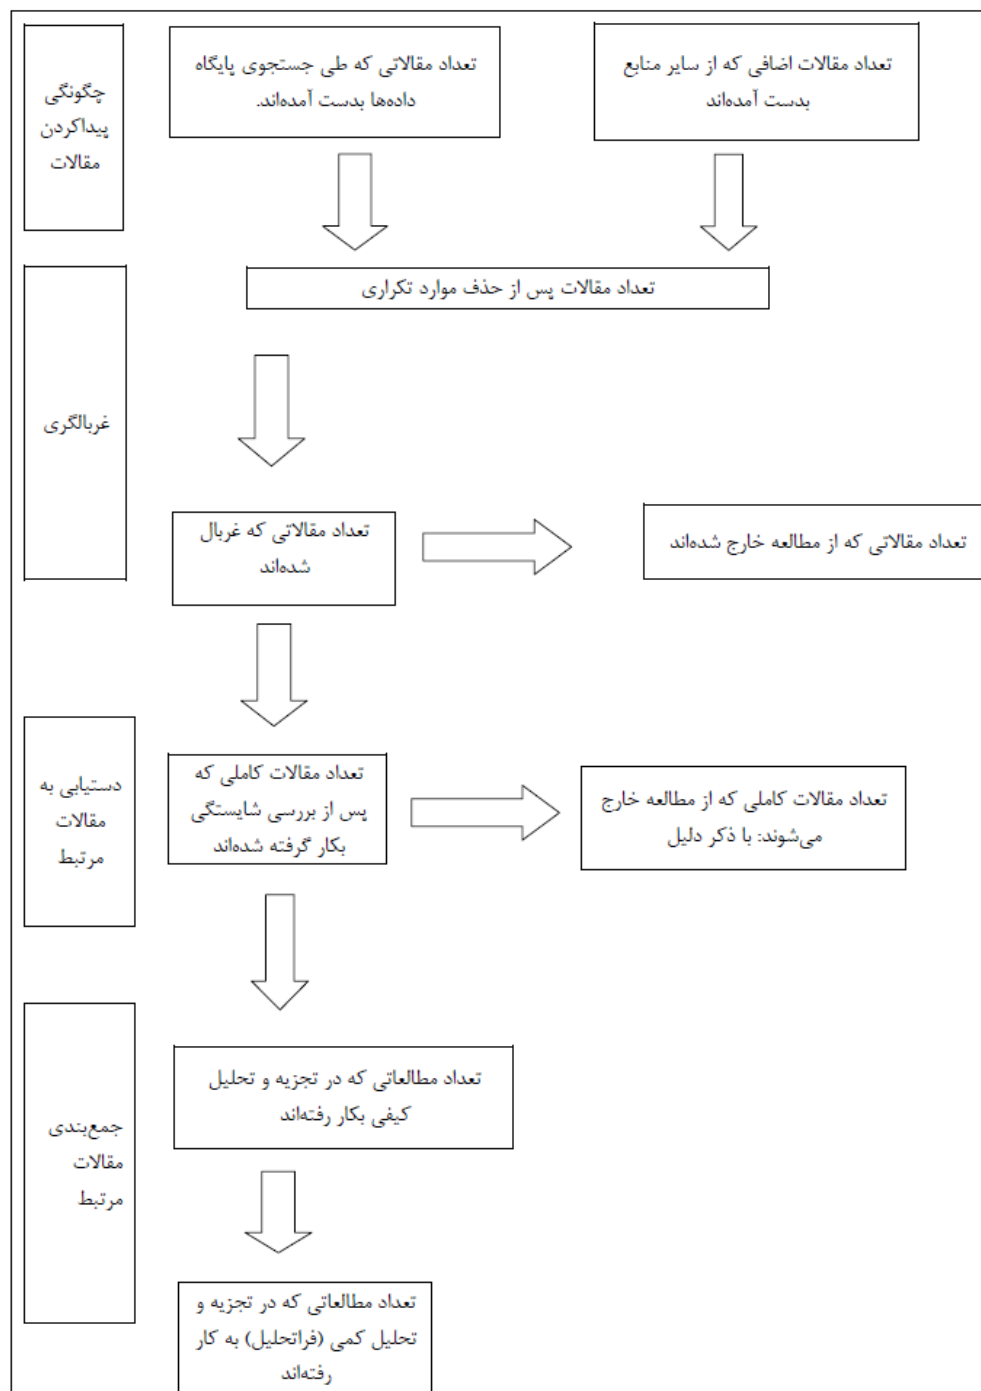 چگونگی
پیداکردن
مقالات
تعداد مقالات اضافی که از سایر منابع
بدست آمده‌اند
تعداد مقالاتی که طی جستجوی پایگاه
داده‌ها بدست آمده‌اند.
تعداد مقالات پس از حذف موارد تکراری
غربالگری
تعداد مقالاتی که غربال
شده‌اند
تعداد مقالاتی که از مطالعه خارج شده‌اند
دستیابی به
مقالات
مرتبط
تعداد مقالات کاملی که
پس از بررسی شایستگی
بکار گرفته شده‌اند
تعداد مقالات کاملی که از مطالعه خارج
می‌شوند: با ذکر دلیل
جمع‌بندی
مقالات
مرتبط
تعداد مطالعاتی که در تجزیه و تحلیل
کیفی بکار رفته‌اند
تعداد مطالعاتی که در تجزیه و
تحلیل کمی (فراتحلیل) به کار
رفته‌اند